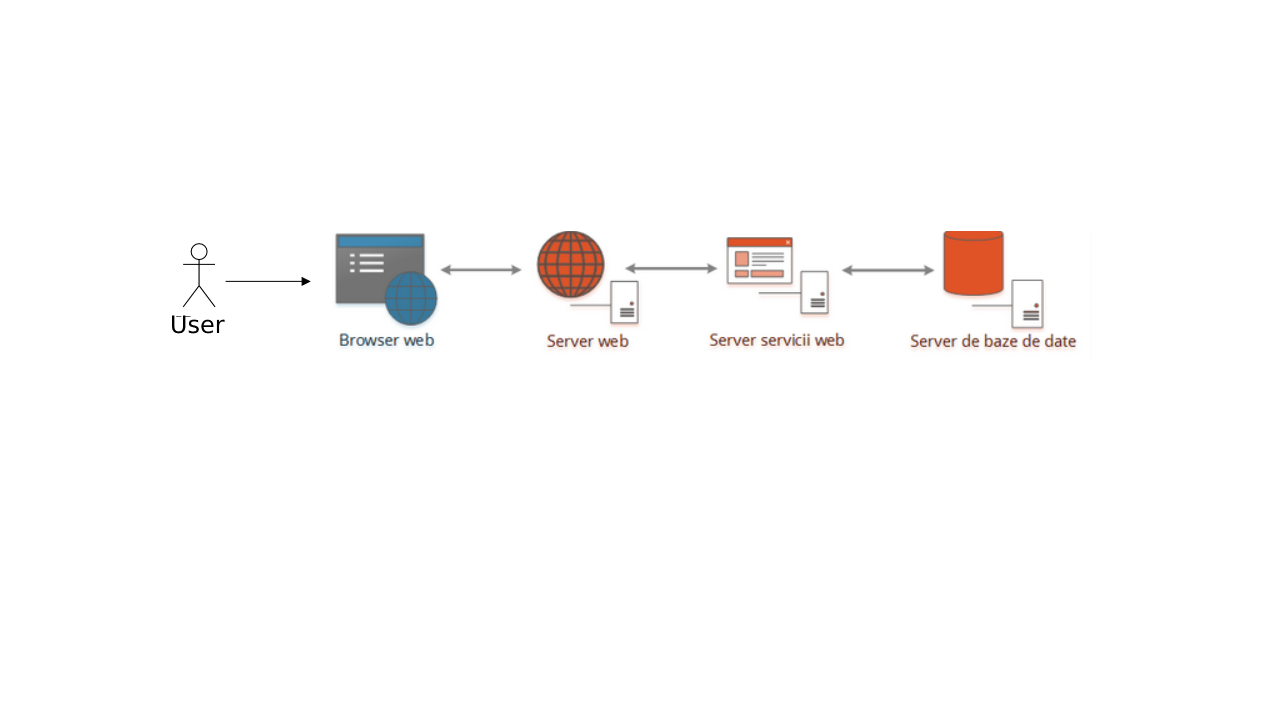 User
Browser web
Server web
Server servicii web
Server de baze de date